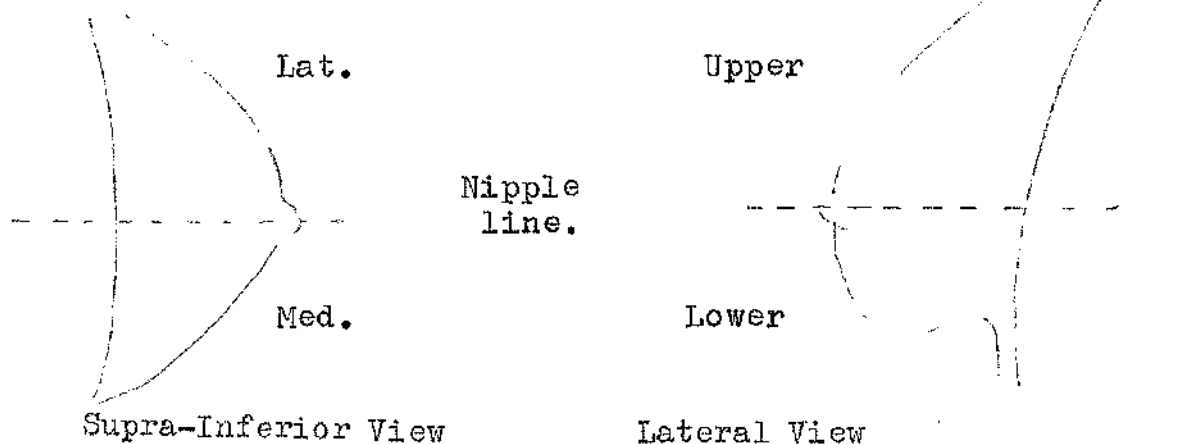 Lat.
Upper
Nipple
line.
Med.
Lower
Supra-Inferior View
Lateral View